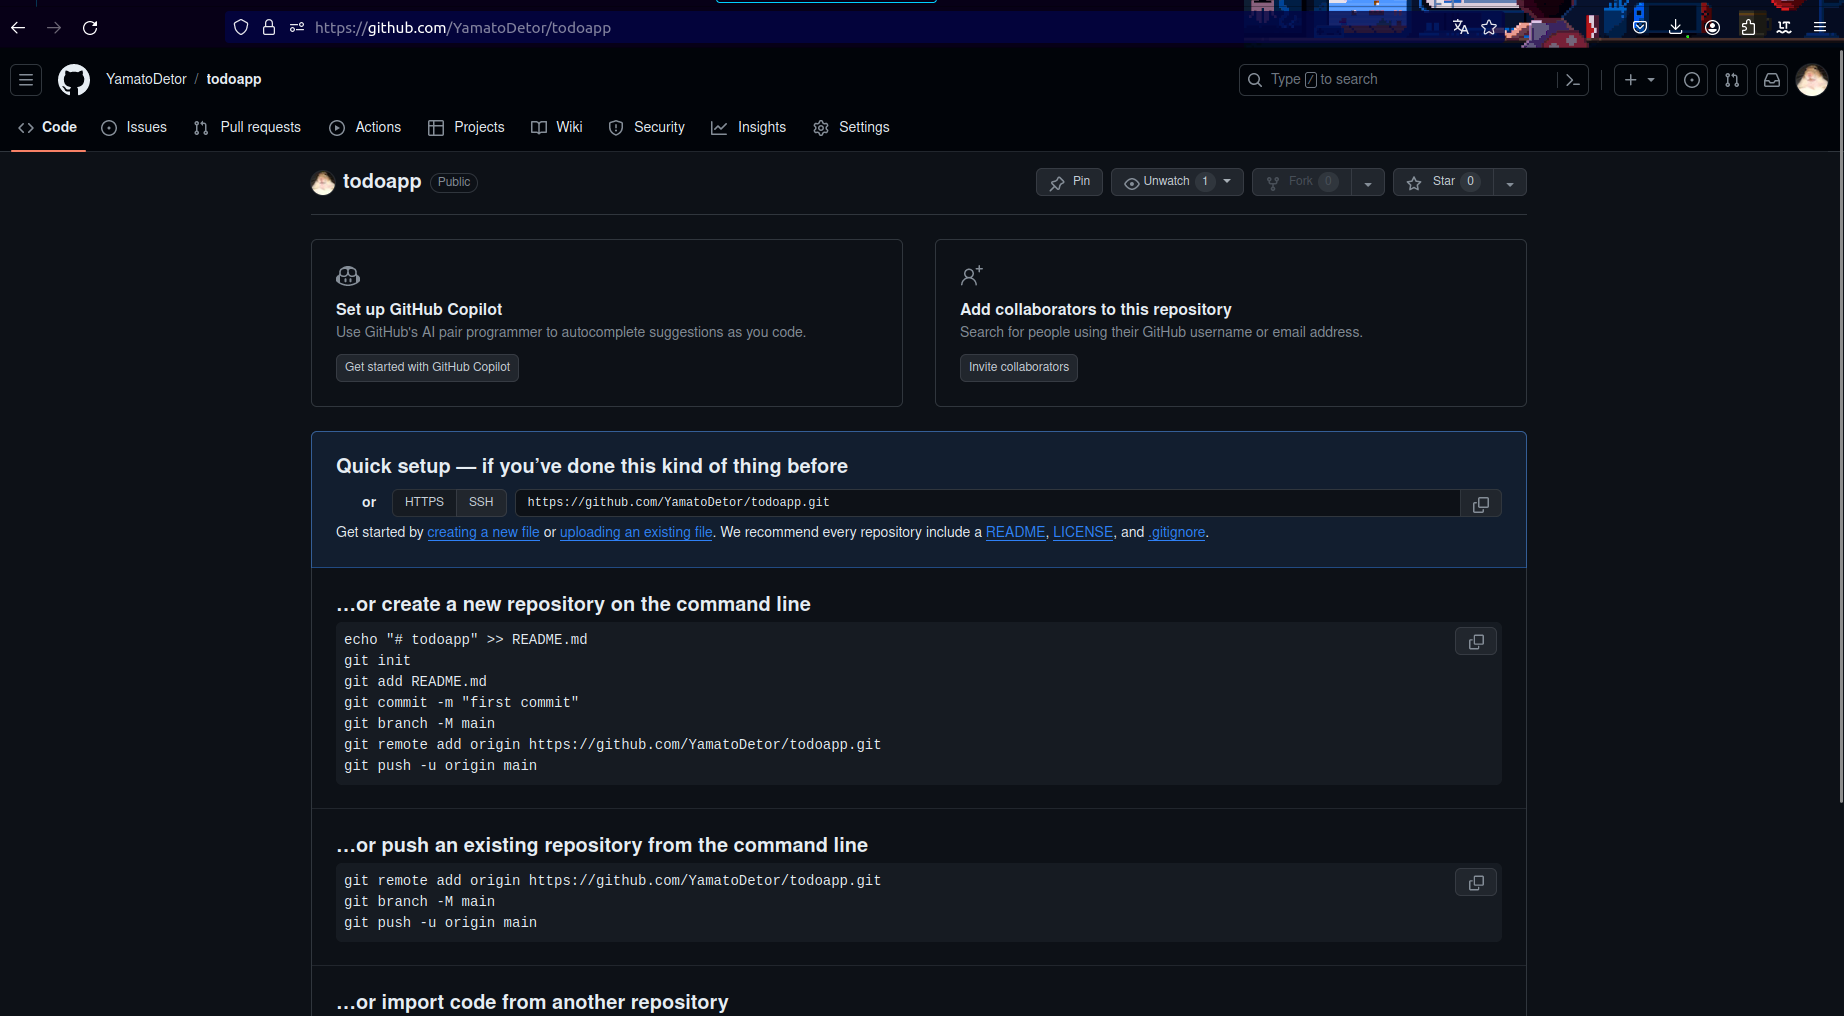 https://github.com/YamatoDetor/todoapp
YamatoDetor / todoapp
Type / to search
Code Issues Pull requests Actions Projects Wiki Security Insights Settings
todoapp Public
Pin Unwatch 1 Fork 0 Star 0
Set up GitHub Copilot
Use GitHub's AI pair programmer to autocomplete suggestions as you code.
Get started with GitHub Copilot
Add collaborators to this repository
Search for people using their GitHub username or email address.
Invite collaborators
Quick setup — if you’ve done this kind of thing before
or HTTPS SSH https://github.com/YamatoDetor/todoapp.git
Get started by creating a new file or uploading an existing file. We recommend every repository include a README, LICENSE, and .gitignore.
…or create a new repository on the command line
echo "# todoapp" >> README.md
git init
git add README.md
git commit -m "first commit"
git branch -M main
git remote add origin https://github.com/YamatoDetor/todoapp.git
git push -u origin main
…or push an existing repository from the command line
git remote add origin https://github.com/YamatoDetor/todoapp.git
git branch -M main
git push -u origin main
…or import code from another repository